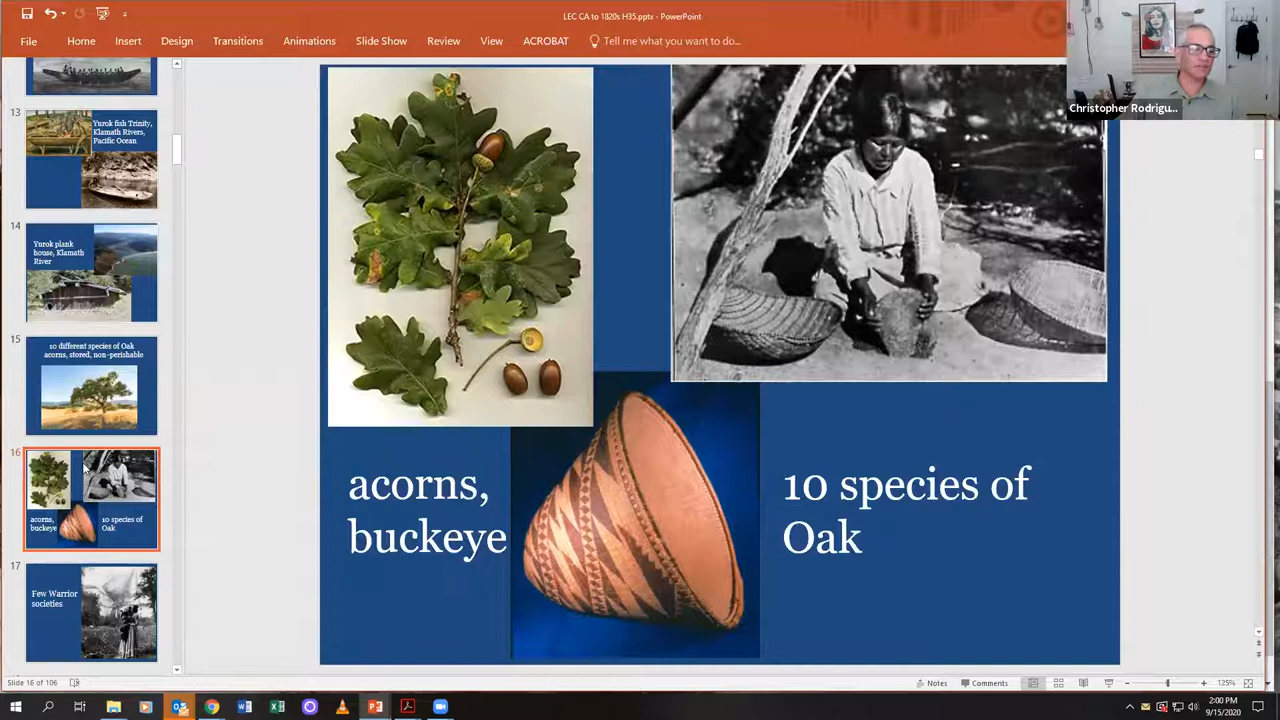 LEC CA to 1820s H35.pptx - PowerPoint
File Home Insert Design Transitions Animations Slide Show Review View ACROBAT Tell me what you want to do...
Christopher Rodrigu...
13
Yurok fish Trinity,
Klamath Rivers,
Pacific Ocean
14
Yurok plank
house, Klamath
River
15
10 different species of Oak
acorns, stored, non-perishable
16
acorns,
buckeye
10 species of
Oak
17
Few Warrior
societies
acorns,
buckeye
10 species of
Oak
Slide 16 of 106
Notes Comments 125%
2:00 PM
9/15/2020